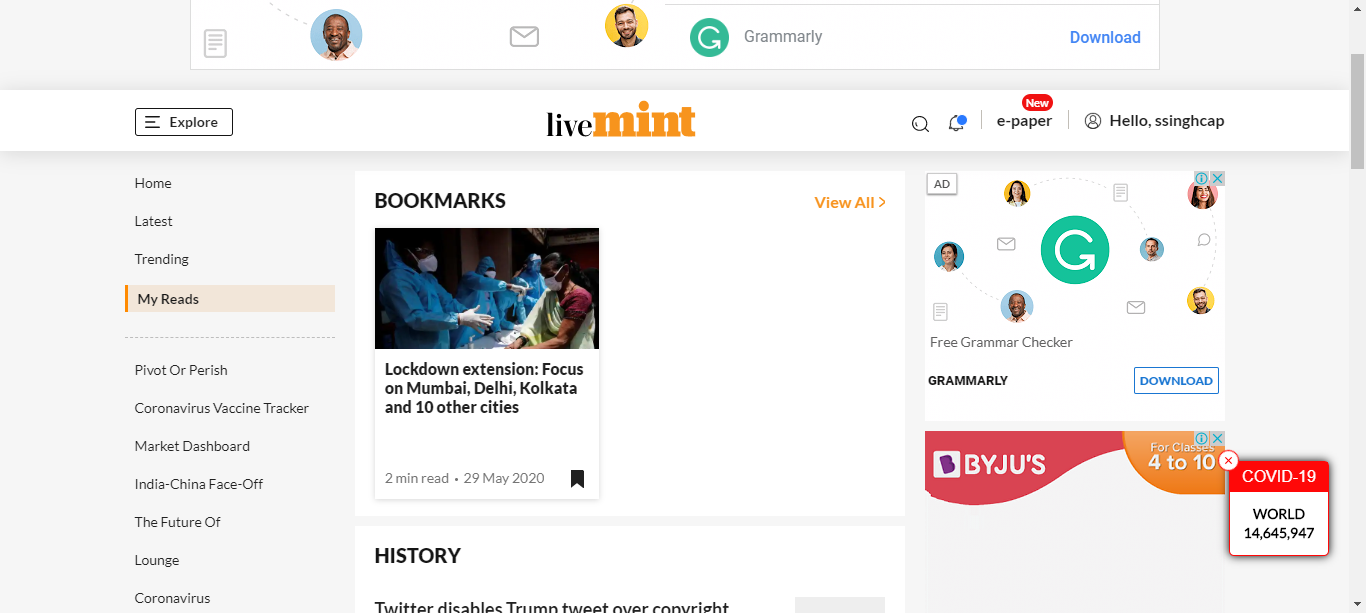 Grammarly
Download
Explore
livemint
New
e-paper
Hello, ssinghcap
Home
Latest
Trending
My Reads
Pivot Or Perish
Coronavirus Vaccine Tracker
Market Dashboard
India-China Face-Off
The Future Of
Lounge
Coronavirus
BOOKMARKS
View All >
Lockdown extension: Focus
on Mumbai, Delhi, Kolkata
and 10 other cities
2 min read • 29 May 2020
HISTORY
Twitter disables Trump tweet over copyright
AD
Free Grammar Checker
GRAMMARLY
DOWNLOAD
BYJU'S
For Classes
4 to 10
COVID-19
WORLD
14,645,947